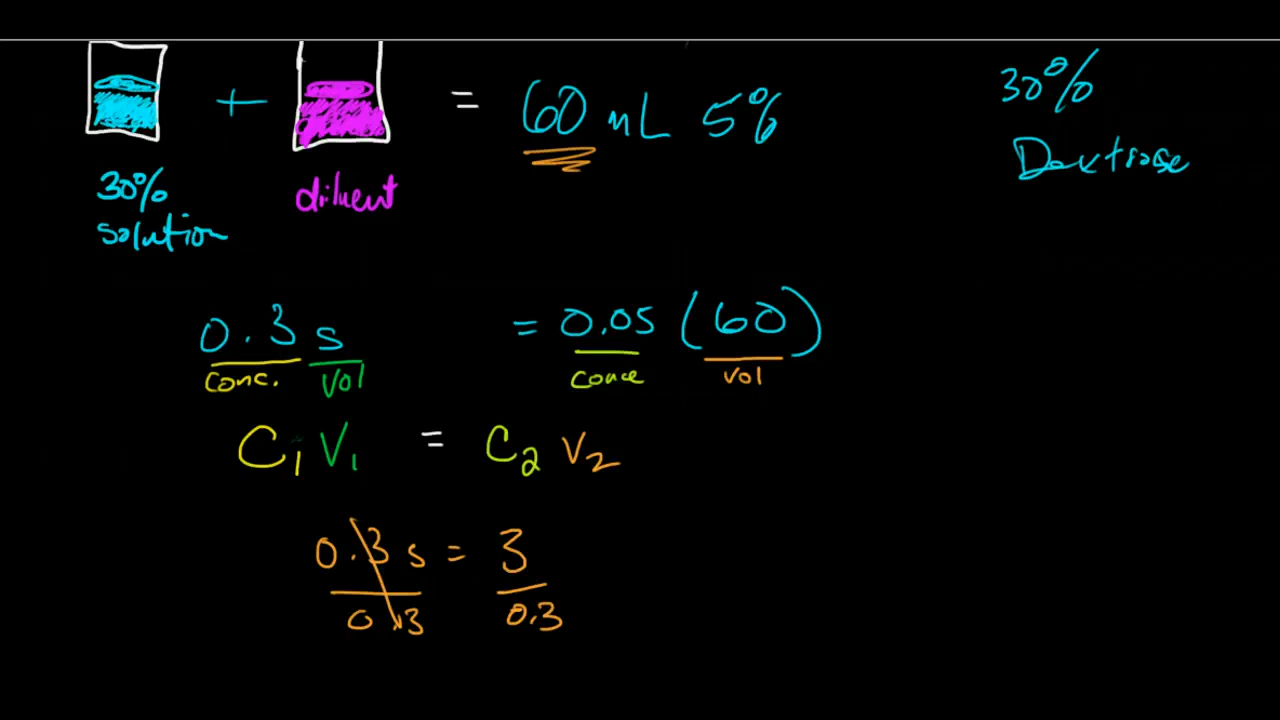 + = 60 mL 5%
30%
Dextrose
30%
solution
diluent
0.3 s = 0.05 (60)
conc. vol conc vol
C₁ V₁ = C₂ V₂
0.3 s = 3
0.3 0.3